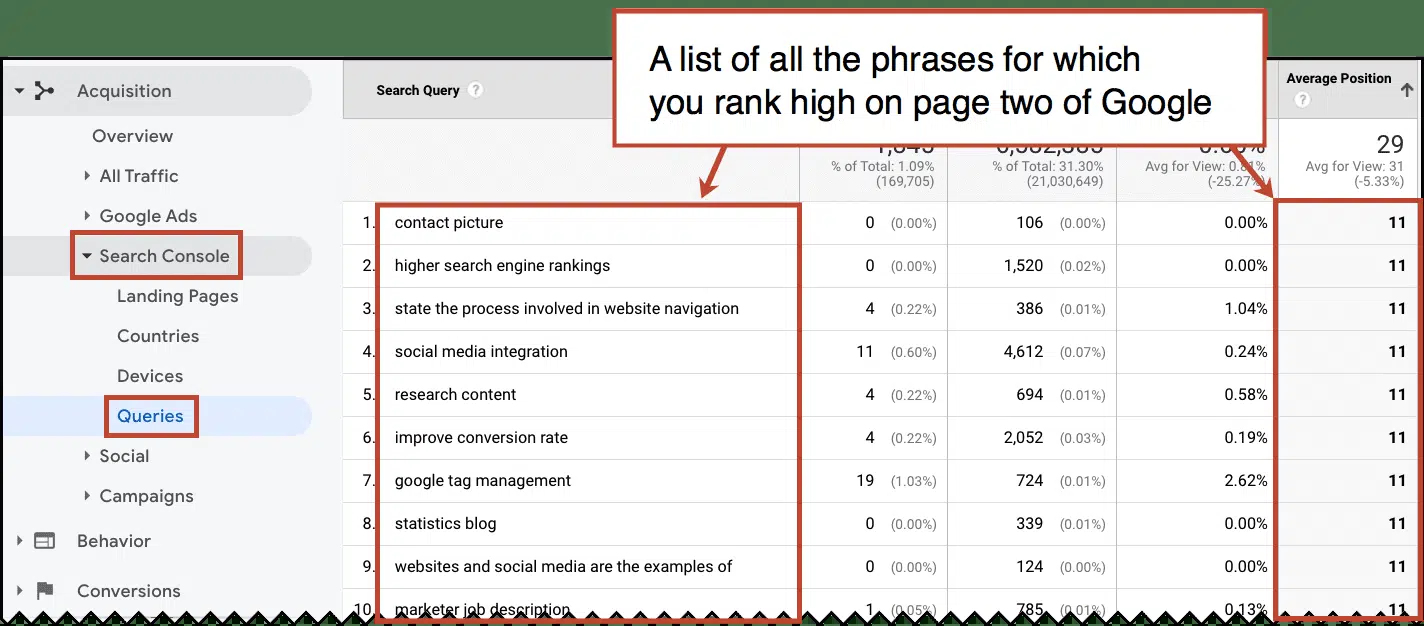 A list of all the phrases for which
you rank high on page two of Google
Acquisition
Overview
All Traffic
Google Ads
Search Console
Landing Pages
Countries
Devices
Queries
Social
Campaigns
Behavior
Conversions
Search Query ?
Average Position
?
% of Total: 1.09%
(169,705)
% of Total: 31.30%
(21,030,649)
Avg for View: 0.81%
(-25.27%)
29
Avg for View: 31
(-5.33%)
1. contact picture 0 (0.00%) 106 (0.00%) 0.00% 11
2. higher search engine rankings 0 (0.00%) 1,520 (0.02%) 0.00% 11
3. state the process involved in website navigation 4 (0.22%) 386 (0.01%) 1.04% 11
4. social media integration 11 (0.60%) 4,612 (0.07%) 0.24% 11
5. research content 4 (0.22%) 694 (0.01%) 0.58% 11
6. improve conversion rate 4 (0.22%) 2,052 (0.03%) 0.19% 11
7. google tag management 19 (1.03%) 724 (0.01%) 2.62% 11
8. statistics blog 0 (0.00%) 339 (0.01%) 0.00% 11
9. websites and social media are the examples of 0 (0.00%) 124 (0.00%) 0.00% 11
10. marketer job description 1 (0.05%) 785 (0.01%) 0.13% 11